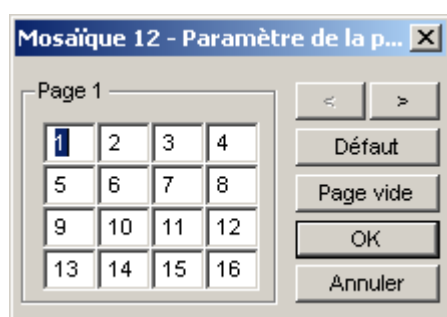 Mosaïque 12 - Paramètre de la p...
Page 1
1 2 3 4
5 6 7 8
9 10 11 12
13 14 15 16
< >
Défaut
Page vide
OK
Annuler